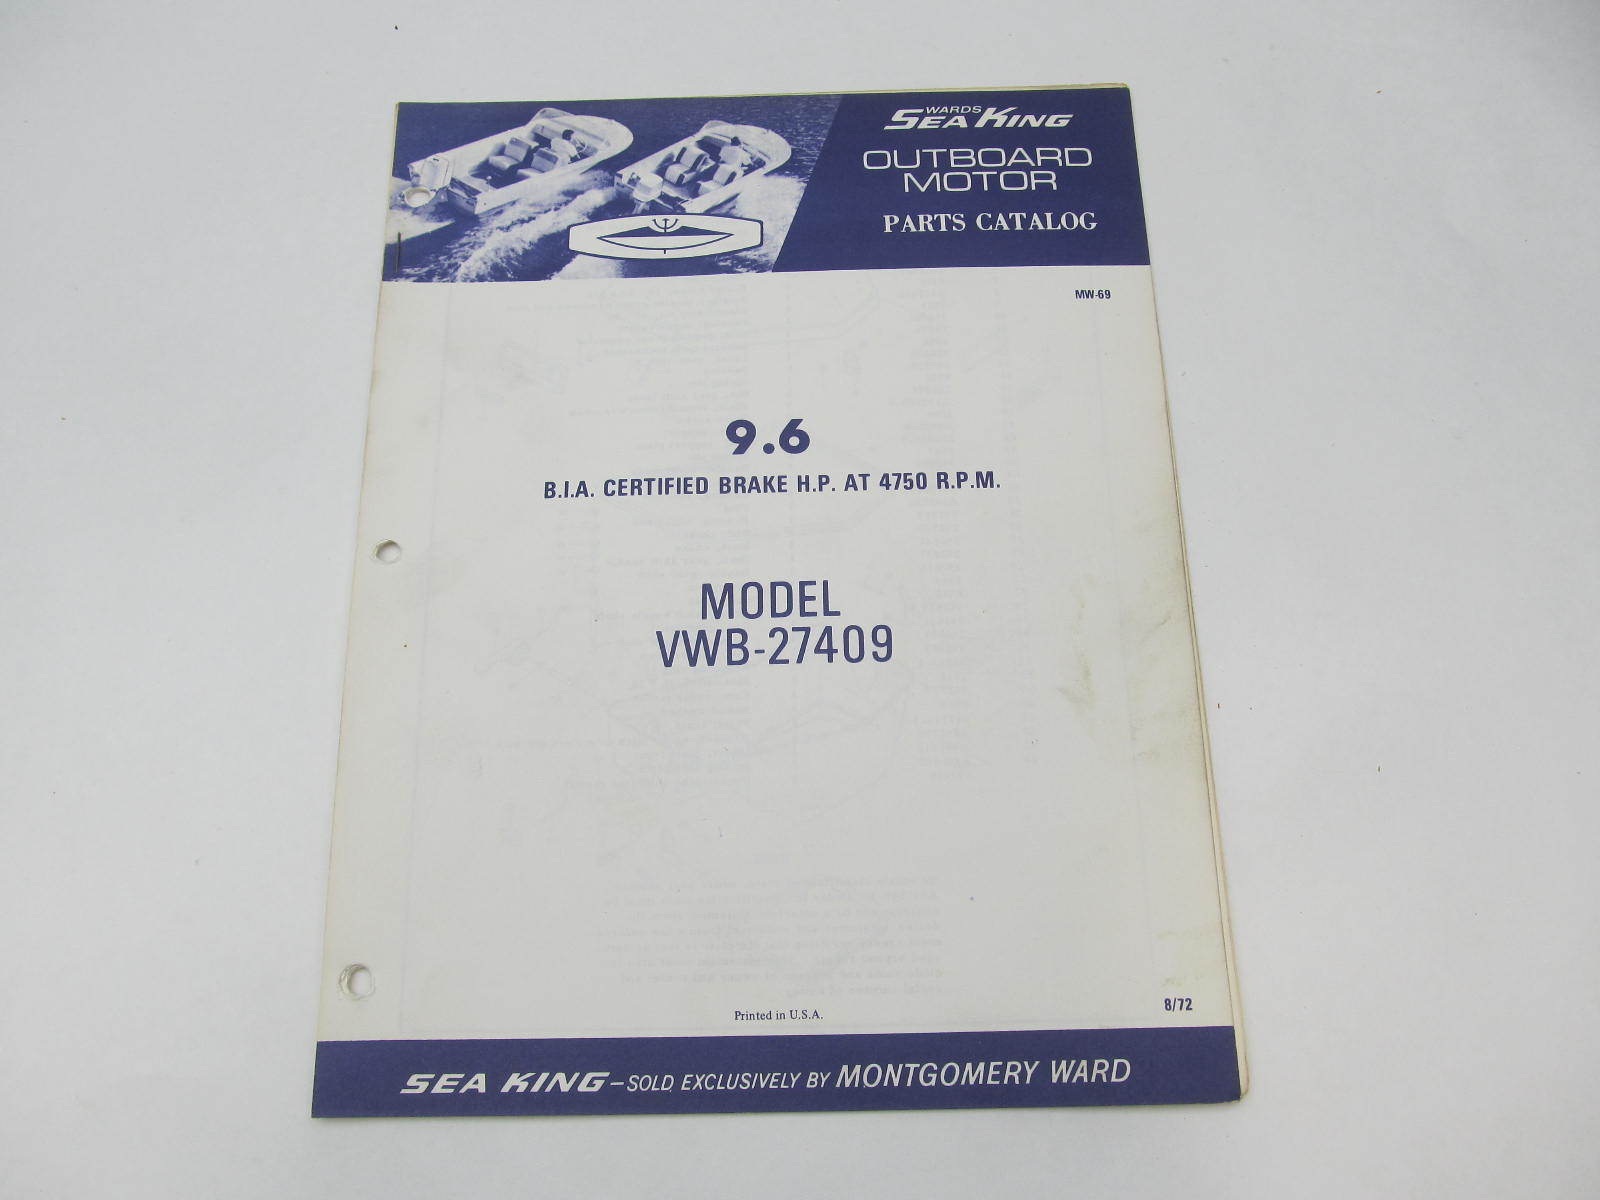 WARDS
SEA KING
OUTBOARD
MOTOR
PARTS CATALOG
MW-69
9.6
B.I.A. CERTIFIED BRAKE H.P. AT 4750 R.P.M.
MODEL
VWB-27409
Printed in U.S.A.
8/72
SEA KING – SOLD EXCLUSIVELY BY MONTGOMERY WARD